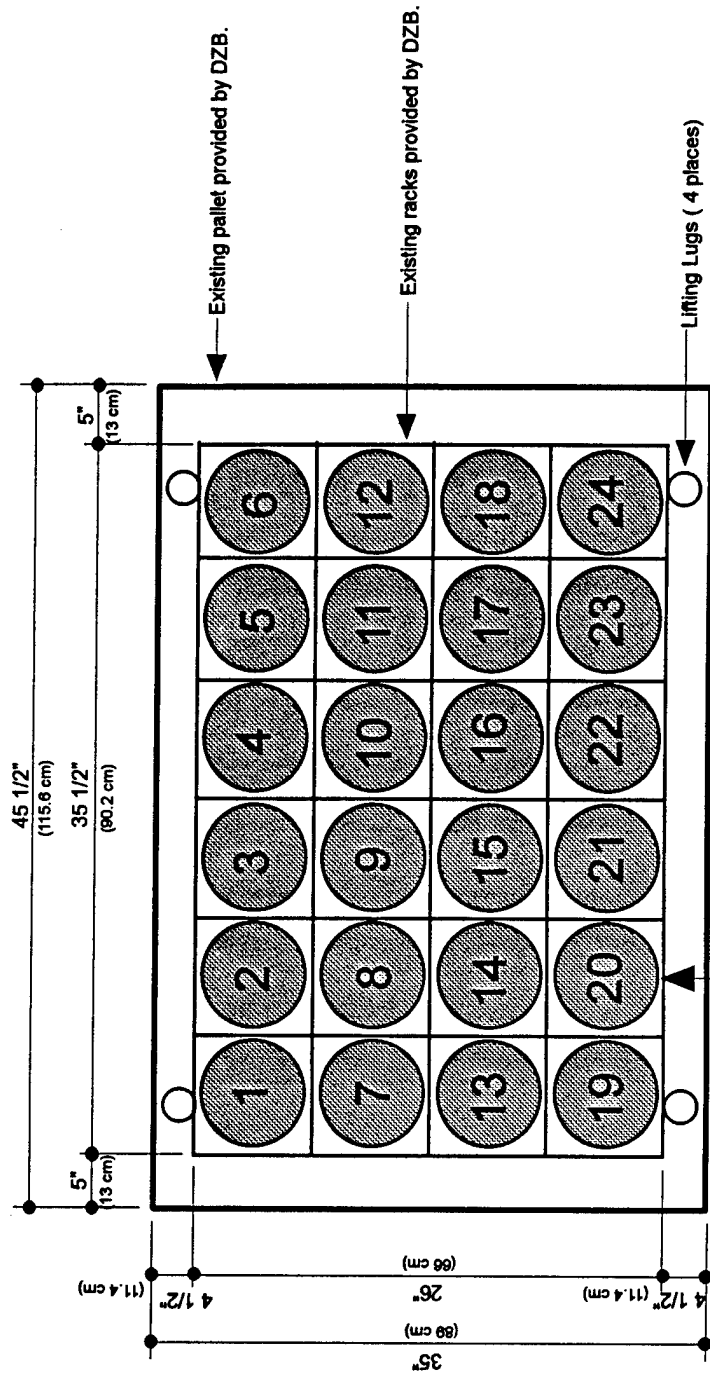 45 1/2"
(115.6 cm)
5"
(13 cm)
35 1/2"
(90.2 cm)
5"
(13 cm)
Existing pallet provided by DZB.
Existing racks provided by DZB.
Lifting Lugs ( 4 places)
35"
(89 cm)
4 1/2"
(11.4 cm)
26"
(66 cm)
4 1/2"
(11.4 cm)
1 2 3 4 5 6
7 8 9 10 11 12
13 14 15 16 17 18
19 20 21 22 23 24